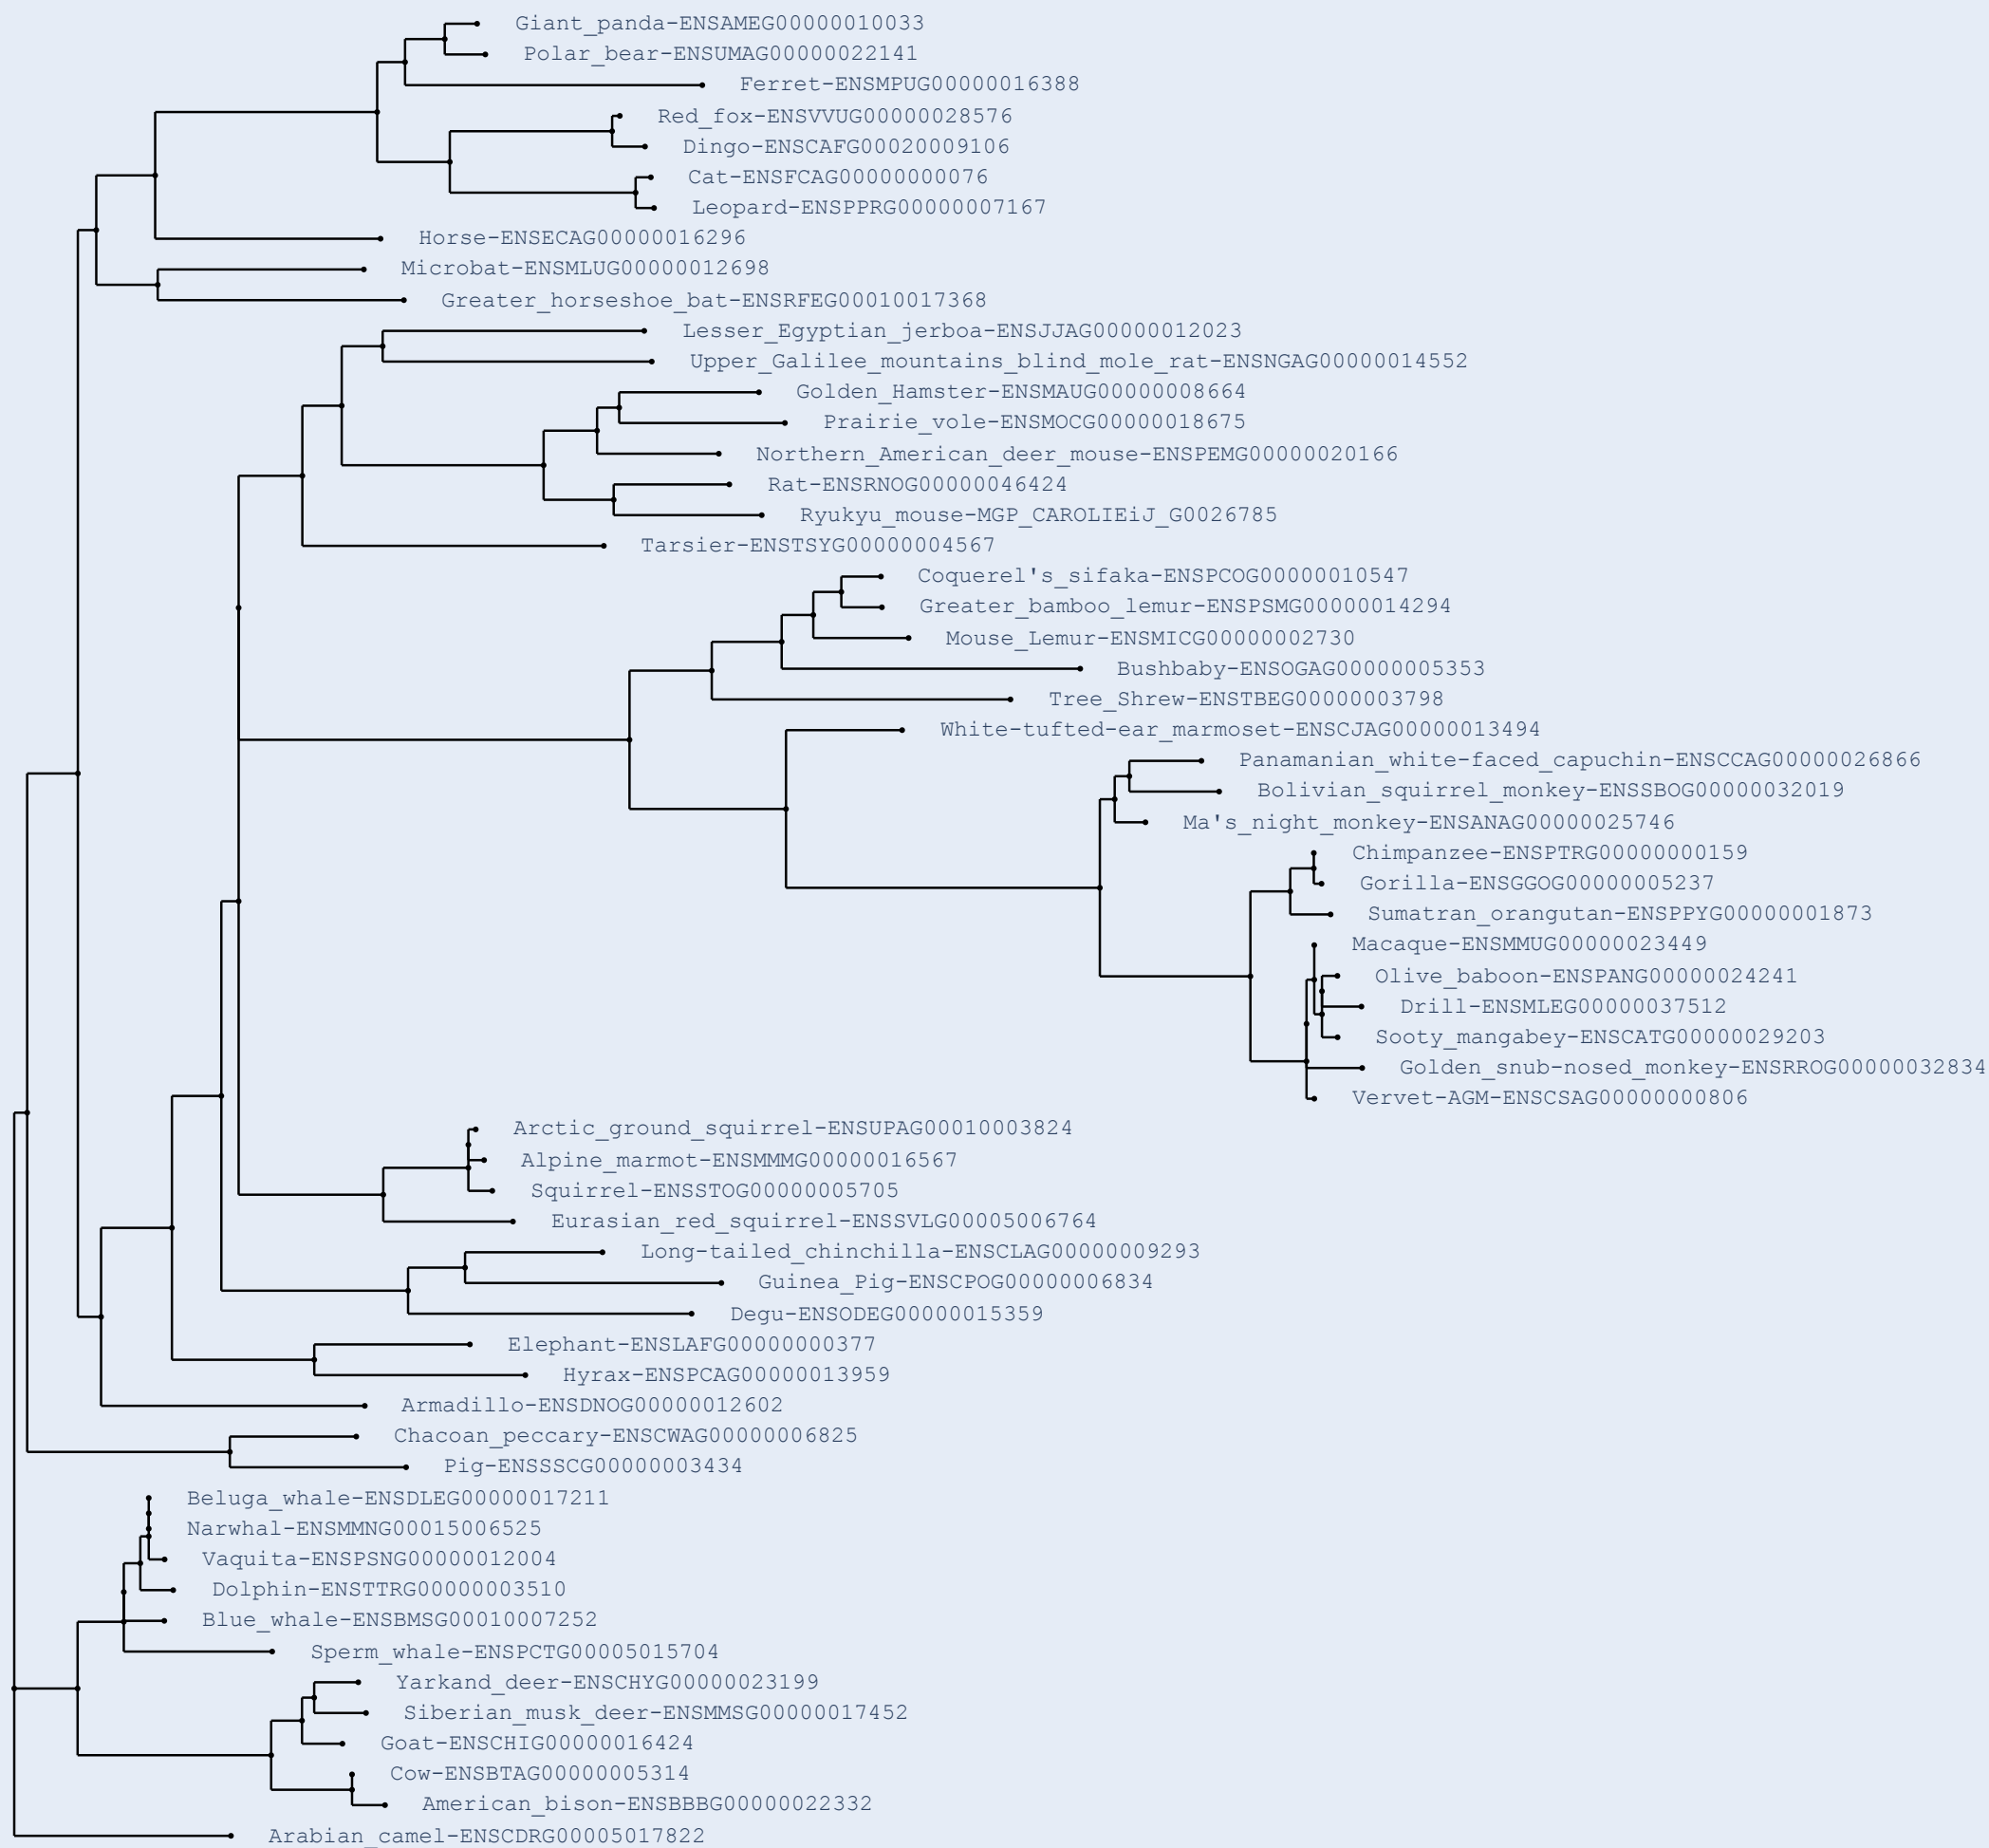 Giant_panda-ENSAMEG00000010033
Polar_bear-ENSUMAG00000022141
Ferret-ENSMPUG00000016388
Red_fox-ENSVVUG00000028576
Dingo-ENSCAFG00020009106
Cat-ENSFCAG00000000076
Leopard-ENSPPRG00000007167
Horse-ENSECAG00000016296
Microbat-ENSMLUG00000012698
Greater_horseshoe_bat-ENSRFEG00010017368
Lesser_Egyptian_jerboa-ENSJJAG00000012023
Upper_Galilee_mountains_blind_mole_rat-ENSNGAG00000014552
Golden_Hamster-ENSMAUG00000008664
Prairie_vole-ENSMOCG00000018675
Northern_American_deer_mouse-ENSPEMG00000020166
Rat-ENSRNOG00000046424
Ryukyu_mouse-MGP_CAROLIEiJ_G0026785
Tarsier-ENSTSYG00000004567
Coquerel's_sifaka-ENSPCOG00000010547
Greater_bamboo_lemur-ENSPSMG00000014294
Mouse_Lemur-ENSMICG00000002730
Bushbaby-ENSOGAG00000005353
Tree_Shrew-ENSTBEG00000003798
White-tufted-ear_marmoset-ENSCJAG00000013494
Panamanian_white-faced_capuchin-ENSCCAG00000026866
Bolivian_squirrel_monkey-ENSSBOG00000032019
Ma's_night_monkey-ENSANAG00000025746
Chimpanzee-ENSPTRG00000000159
Gorilla-ENSGGOG00000005237
Sumatran_orangutan-ENSPPYG00000001873
Macaque-ENSMMUG00000023449
Olive_baboon-ENSPANG00000024241
Drill-ENSMLEG00000037512
Sooty_mangabey-ENSCATG00000029203
Golden_snub-nosed_monkey-ENSRROG00000032834
Vervet-AGM-ENSCSAG00000000806
Arctic_ground_squirrel-ENSUPAG00010003824
Alpine_marmot-ENSMMMG00000016567
Squirrel-ENSSTOG00000005705
Eurasian_red_squirrel-ENSSVLG00005006764
Long-tailed_chinchilla-ENSCLAG00000009293
Guinea_Pig-ENSCPOG00000006834
Degu-ENSODEG00000015359
Elephant-ENSLAFG00000000377
Hyrax-ENSPCAG00000013959
Armadillo-ENSDNOG00000012602
Chacoan_peccary-ENSCWAG00000006825
Pig-ENSSSCG00000003434
Beluga_whale-ENSDLEG00000017211
Narwhal-ENSMMNG00015006525
Vaquita-ENSPSNG00000012004
Dolphin-ENSTTRG00000003510
Blue_whale-ENSBMSG00010007252
Sperm_whale-ENSPCTG00005015704
Yarkand_deer-ENSCHYG00000023199
Siberian_musk_deer-ENSMMSG00000017452
Goat-ENSCHIG00000016424
Cow-ENSBTAG00000005314
American_bison-ENSBBBG00000022332
Arabian_camel-ENSCDRG00005017822